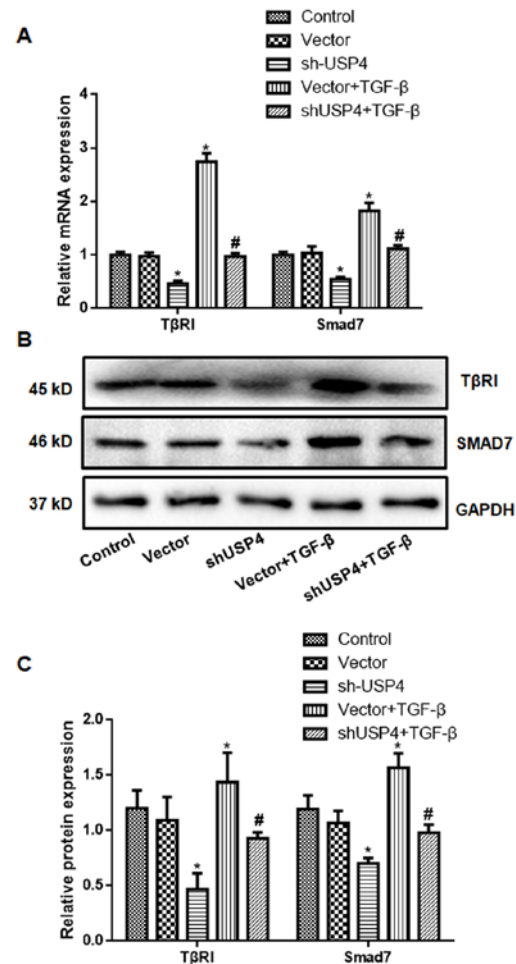 A
Control
Vector
sh-USP4
Vector+TGF-β
shUSP4+TGF-β
Relative mRNA expression
4
3
2
1
0
*
*
#
*
*
#
TβRI
Smad7
B
45 kD
TβRI
46 kD
SMAD7
37 kD
GAPDH
Control
Vector
shUSP4
Vector+TGF-β
shUSP4+TGF-β
C
Control
Vector
sh-USP4
Vector+TGF-β
shUSP4+TGF-β
Relative protein expression
2.0
1.5
1.0
0.5
0.0
*
*
#
*
*
#
TβRI
Smad7